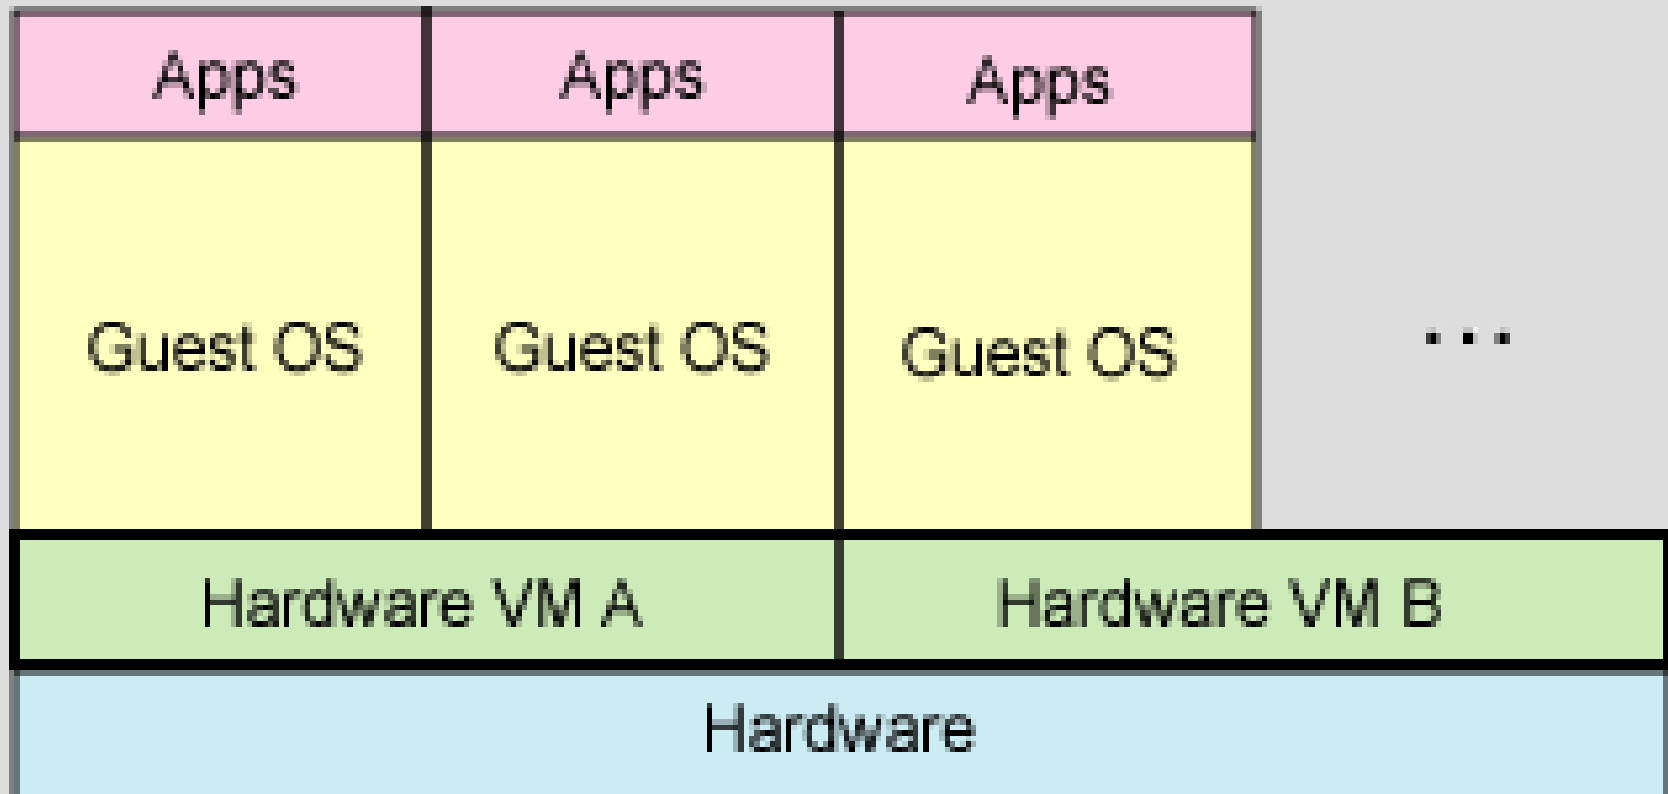 Apps Apps Apps
Guest OS Guest OS Guest OS ...
Hardware VM A Hardware VM B
Hardware